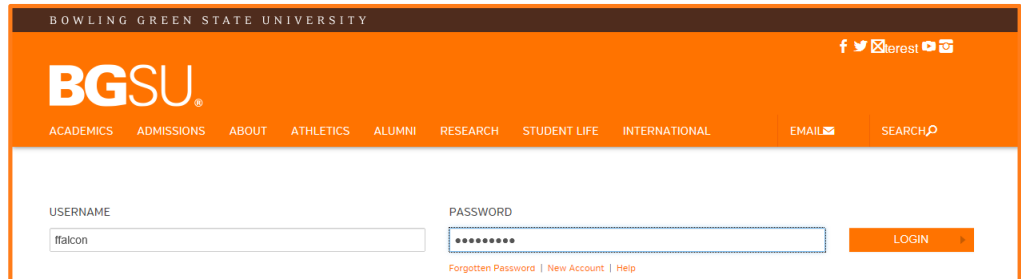 BOWLING GREEN STATE UNIVERSITY
terest
BGSU®
ACADEMICS ADMISSIONS ABOUT ATHLETICS ALUMNI RESEARCH STUDENT LIFE INTERNATIONAL EMAIL SEARCH
USERNAME PASSWORD
ffalcon ••••••••• LOGIN
Forgotten Password | New Account | Help